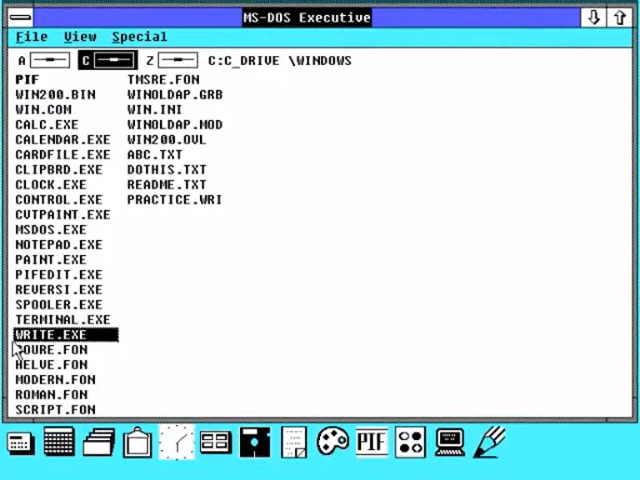 MS-DOS Executive
File View Special
A C Z C:C_DRIVE \WINDOWS
PIF TMSRE.FON
WIN200.BIN WINOLDAP.GRB
WIN.COM WIN.INI
CALC.EXE WINOLDAP.MOD
CALENDAR.EXE WIN200.OVL
CARDFILE.EXE ABC.TXT
CLIPBRD.EXE DOTHIS.TXT
CLOCK.EXE README.TXT
CONTROL.EXE PRACTICE.WRI
CVTPAINT.EXE
MSDOS.EXE
NOTEPAD.EXE
PAINT.EXE
PIFEDIT.EXE
REVERSI.EXE
SPOOLER.EXE
TERMINAL.EXE
WRITE.EXE
COURE.FON
HELVE.FON
MODERN.FON
ROMAN.FON
SCRIPT.FON
PIF